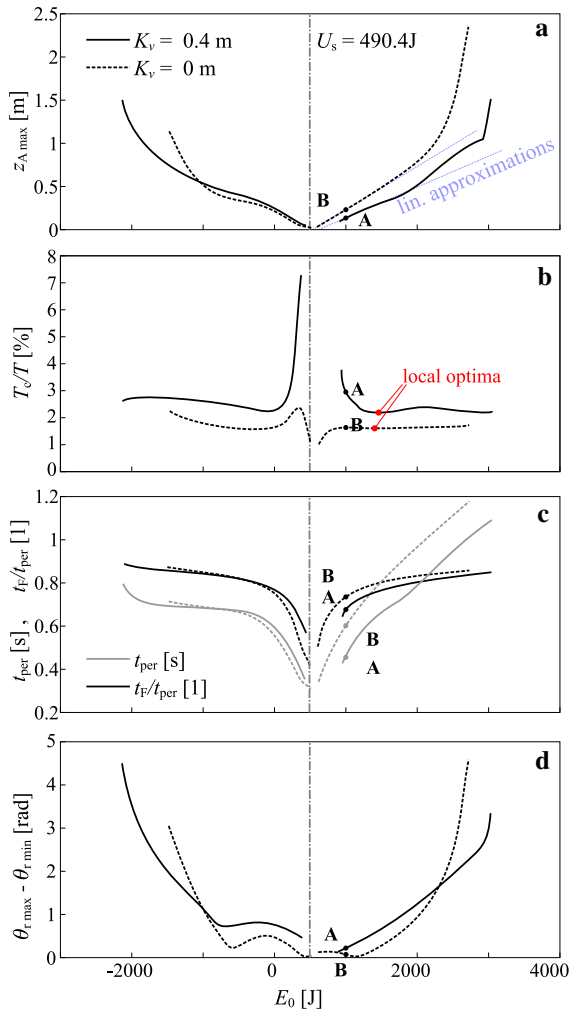 a
K_v = 0.4 m
K_v = 0 m
U_s = 490.4J
2.5
2
1.5
1
0.5
0
z_A max [m]
B
A
lin. approximations
b
8
7
6
5
4
3
2
1
0
T_c/T [%]
local optima
A
B
c
1.2
1
0.8
0.6
0.4
0.2
t_per [s] , t_F/t_per [1]
B
A
B
A
t_per [s]
t_F/t_per [1]
d
5
4
3
2
1
0
θ_r max - θ_r min [rad]
A
B
-2000 0 2000 4000
E_0 [J]